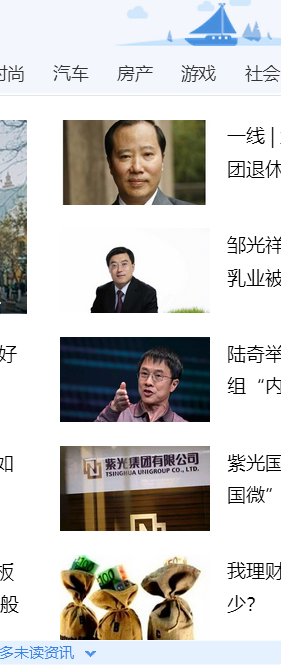 时尚 汽车 房产 游戏 社会
一线 |
团退休
邹光祥
乳业被
好
陆奇举
组“内
如
紫光集团有限公司
TSINGHUA UNIGROUP CO., LTD.
紫光国
国微”
板
般
我理财
少？
100
多未读资讯